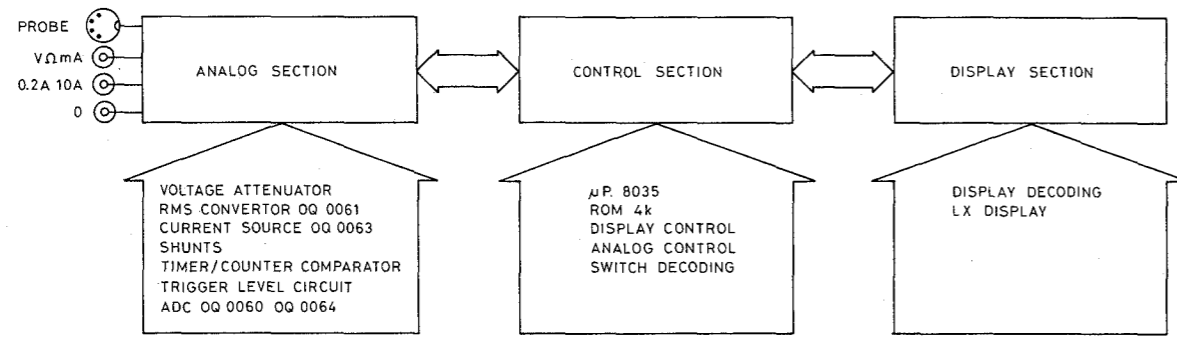 PROBE
VΩmA
0.2A 10A
0
ANALOG SECTION
CONTROL SECTION
DISPLAY SECTION
VOLTAGE ATTENUATOR
RMS CONVERTOR OQ 0061
CURRENT SOURCE OQ 0063
SHUNTS
TIMER/COUNTER COMPARATOR
TRIGGER LEVEL CIRCUIT
ADC OQ 0060 OQ 0064
μP. 8035
ROM 4k
DISPLAY CONTROL
ANALOG CONTROL
SWITCH DECODING
DISPLAY DECODING
LX DISPLAY